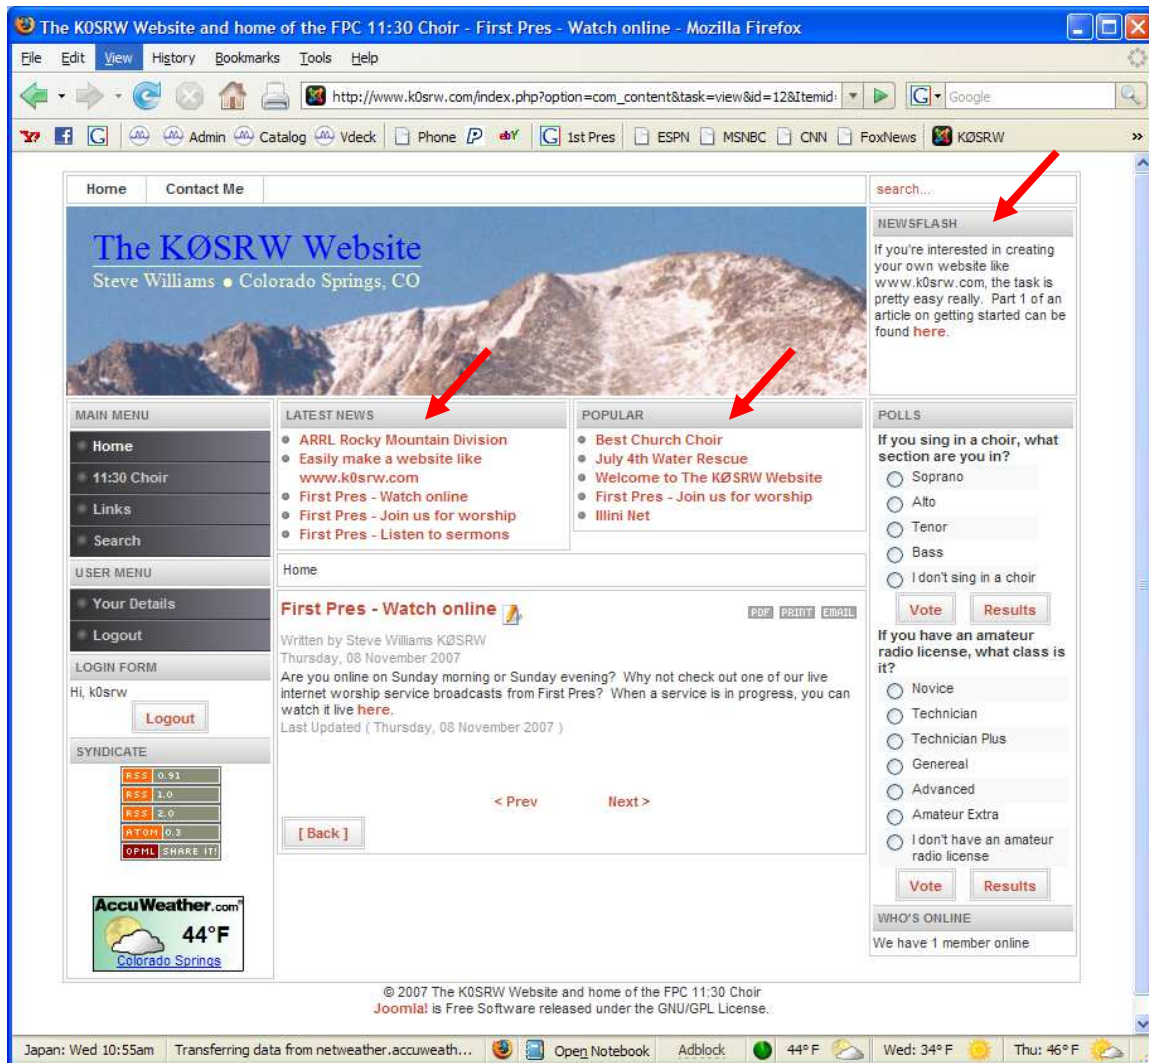 The K0SRW Website and home of the FPC 11:30 Choir - First Pres - Watch online - Mozilla Firefox
File Edit View History Bookmarks Tools Help
http://www.k0srw.com/index.php?option=com_content&task=view&id=12&Itemid:
Google
Admin Catalog Vdeck Phone 1st Pres ESPN MSNBC CNN FoxNews KØSRW »
Home Contact Me
search...
The KØSRW Website
Steve Williams ● Colorado Springs, CO
NEWSFLASH
If you're interested in creating
your own website like
www.k0srw.com, the task is
pretty easy really. Part 1 of an
article on getting started can be
found here.
MAIN MENU
Home
11:30 Choir
Links
Search
USER MENU
Your Details
Logout
LOGIN FORM
Hi, k0srw
Logout
SYNDICATE
RSS 0.91
RSS 1.0
RSS 2.0
ATOM 0.3
OPML SHARE IT!
AccuWeather.com
44°F
Colorado Springs
LATEST NEWS
ARRL Rocky Mountain Division
Easily make a website like
www.k0srw.com
First Pres - Watch online
First Pres - Join us for worship
First Pres - Listen to sermons
POPULAR
Best Church Choir
July 4th Water Rescue
Welcome to The KØSRW Website
First Pres - Join us for worship
Illini Net
Home
First Pres - Watch online
PDF PRINT EMAIL
Written by Steve Williams KØSRW
Thursday, 08 November 2007
Are you online on Sunday morning or Sunday evening? Why not check out one of our live
internet worship service broadcasts from First Pres? When a service is in progress, you can
watch it live here.
Last Updated ( Thursday, 08 November 2007 )
< Prev Next >
[ Back ]
POLLS
If you sing in a choir, what
section are you in?
Soprano
Alto
Tenor
Bass
I don't sing in a choir
Vote Results
If you have an amateur
radio license, what class is
it?
Novice
Technician
Technician Plus
Genereal
Advanced
Amateur Extra
I don't have an amateur
radio license
Vote Results
WHO'S ONLINE
We have 1 member online
© 2007 The K0SRW Website and home of the FPC 11:30 Choir
Joomla! is Free Software released under the GNU/GPL License.
Japan: Wed 10:55am Transferring data from netweather.accuweath... Open Notebook Adblock 44° F Wed: 34° F Thu: 46° F